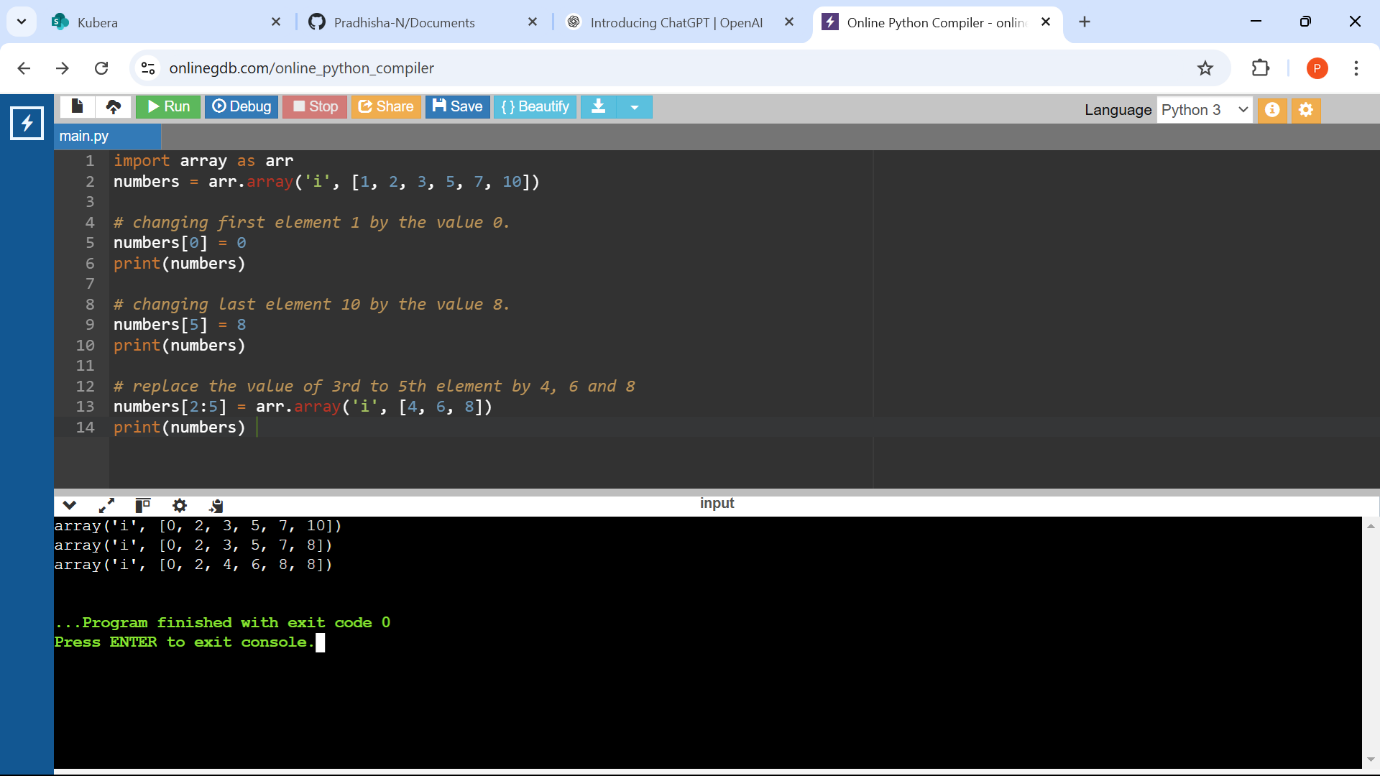 Kubera
Pradhisha-N/Documents
Introducing ChatGPT | OpenAI
Online Python Compiler - onlin
onlinegdb.com/online_python_compiler
P
Run Debug Stop Share Save { } Beautify
Language Python 3
main.py
1 import array as arr
2 numbers = arr.array('i', [1, 2, 3, 5, 7, 10])
3
4 # changing first element 1 by the value 0.
5 numbers[0] = 0
6 print(numbers)
7
8 # changing last element 10 by the value 8.
9 numbers[5] = 8
10 print(numbers)
11
12 # replace the value of 3rd to 5th element by 4, 6 and 8
13 numbers[2:5] = arr.array('i', [4, 6, 8])
14 print(numbers)
input
array('i', [0, 2, 3, 5, 7, 10])
array('i', [0, 2, 3, 5, 7, 8])
array('i', [0, 2, 4, 6, 8, 8])
...Program finished with exit code 0
Press ENTER to exit console.